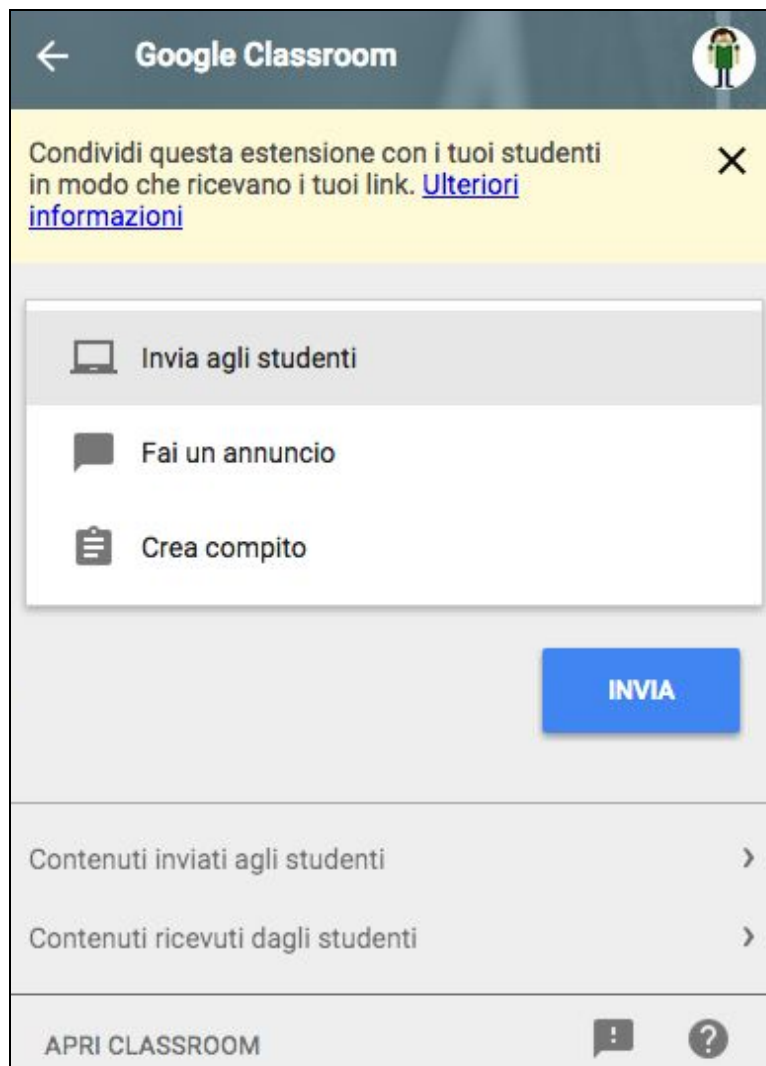 Google Classroom
Condividi questa estensione con i tuoi studenti
in modo che ricevano i tuoi link. Ulteriori
informazioni
Invia agli studenti
Fai un annuncio
Crea compito
INVIA
Contenuti inviati agli studenti
Contenuti ricevuti dagli studenti
APRI CLASSROOM